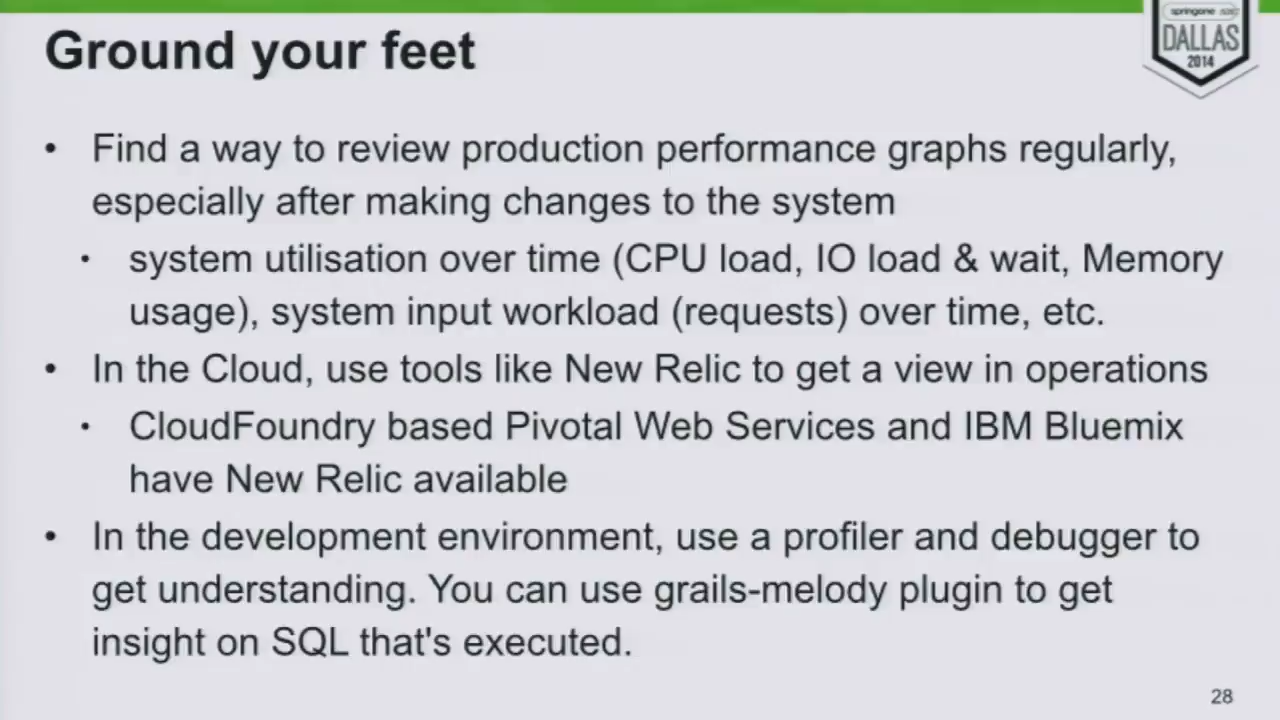 springone
DALLAS
2014
Ground your feet
• Find a way to review production performance graphs regularly,
especially after making changes to the system
• system utilisation over time (CPU load, IO load & wait, Memory
usage), system input workload (requests) over time, etc.
• In the Cloud, use tools like New Relic to get a view in operations
• CloudFoundry based Pivotal Web Services and IBM Bluemix
have New Relic available
• In the development environment, use a profiler and debugger to
get understanding. You can use grails-melody plugin to get
insight on SQL that's executed.
28